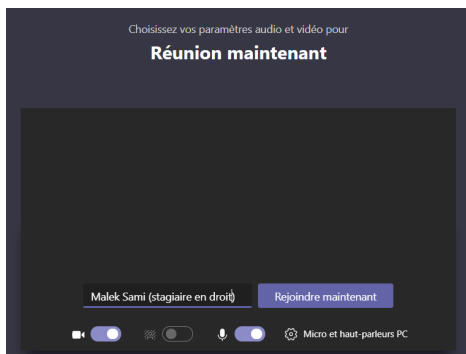 Choisissez vos paramètres audio et vidéo pour
Réunion maintenant
Malek Sami (stagiaire en droit)
Rejoindre maintenant
Micro et haut-parleurs PC